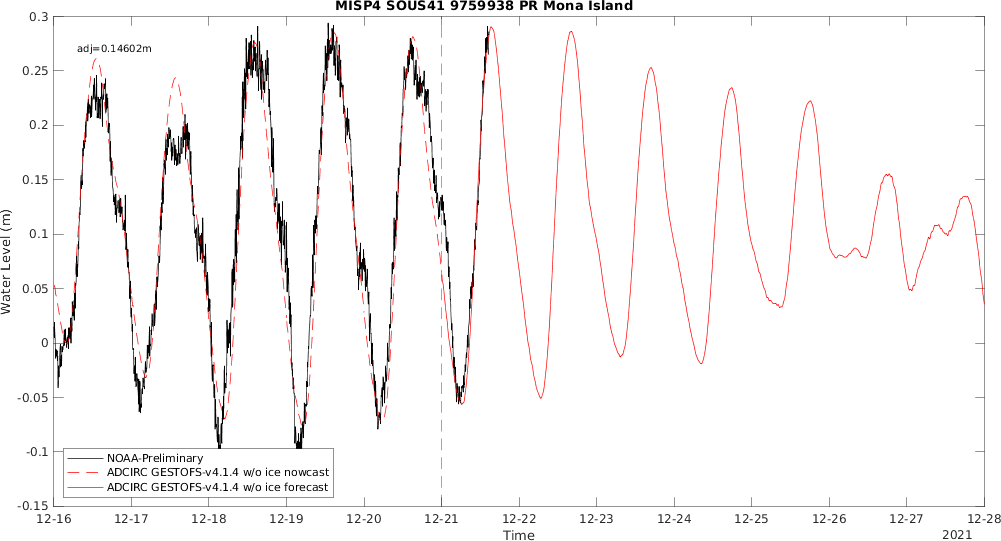 MISP4 SOUS41 9759938 PR Mona Island
adj=0.14602m
0.3
0.25
0.2
0.15
0.1
0.05
0
-0.05
-0.1
-0.15
Water Level (m)
NOAA-Preliminary
ADCIRC GESTOFS-v4.1.4 w/o ice nowcast
ADCIRC GESTOFS-v4.1.4 w/o ice forecast
12-16 12-17 12-18 12-19 12-20 12-21 12-22 12-23 12-24 12-25 12-26 12-27 12-28
Time
2021